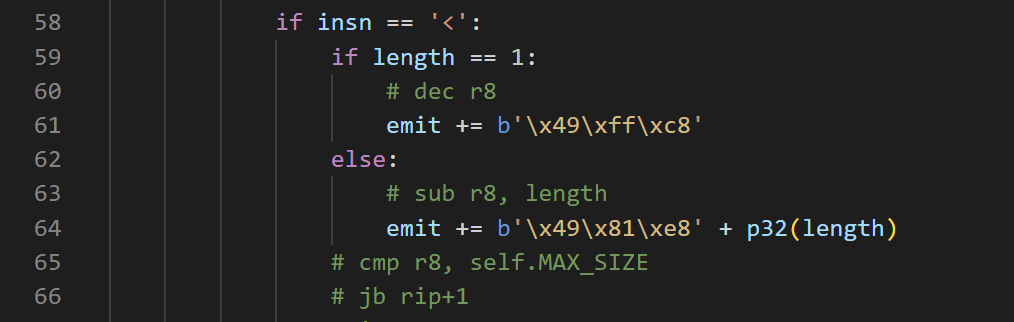 58 if insn == '<':
59 if length == 1:
60 # dec r8
61 emit += b'\x49\xff\xc8'
62 else:
63 # sub r8, length
64 emit += b'\x49\x81\xe8' + p32(length)
65 # cmp r8, self.MAX_SIZE
66 # jb rip+1